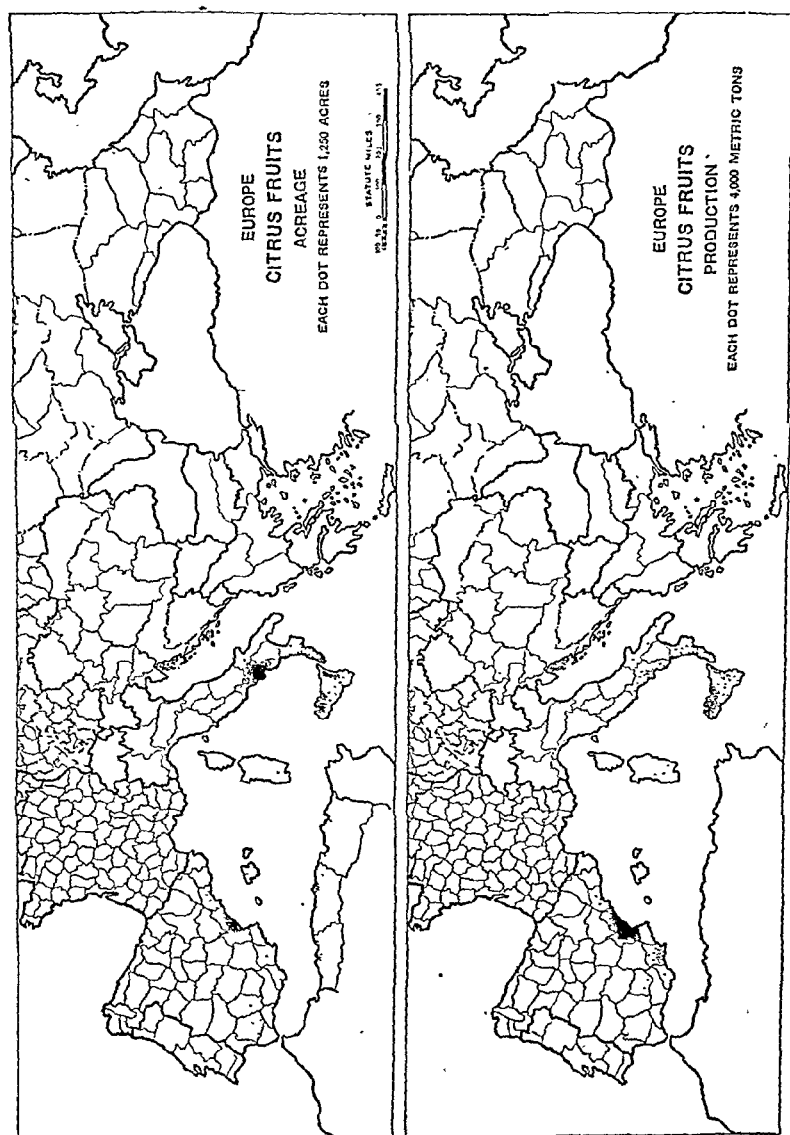 EUROPE
CITRUS FRUITS
ACREAGE
EACH DOT REPRESENTS 1,250 ACRES
STATUTE MILES
EUROPE
CITRUS FRUITS
PRODUCTION
EACH DOT REPRESENTS 4,000 METRIC TONS